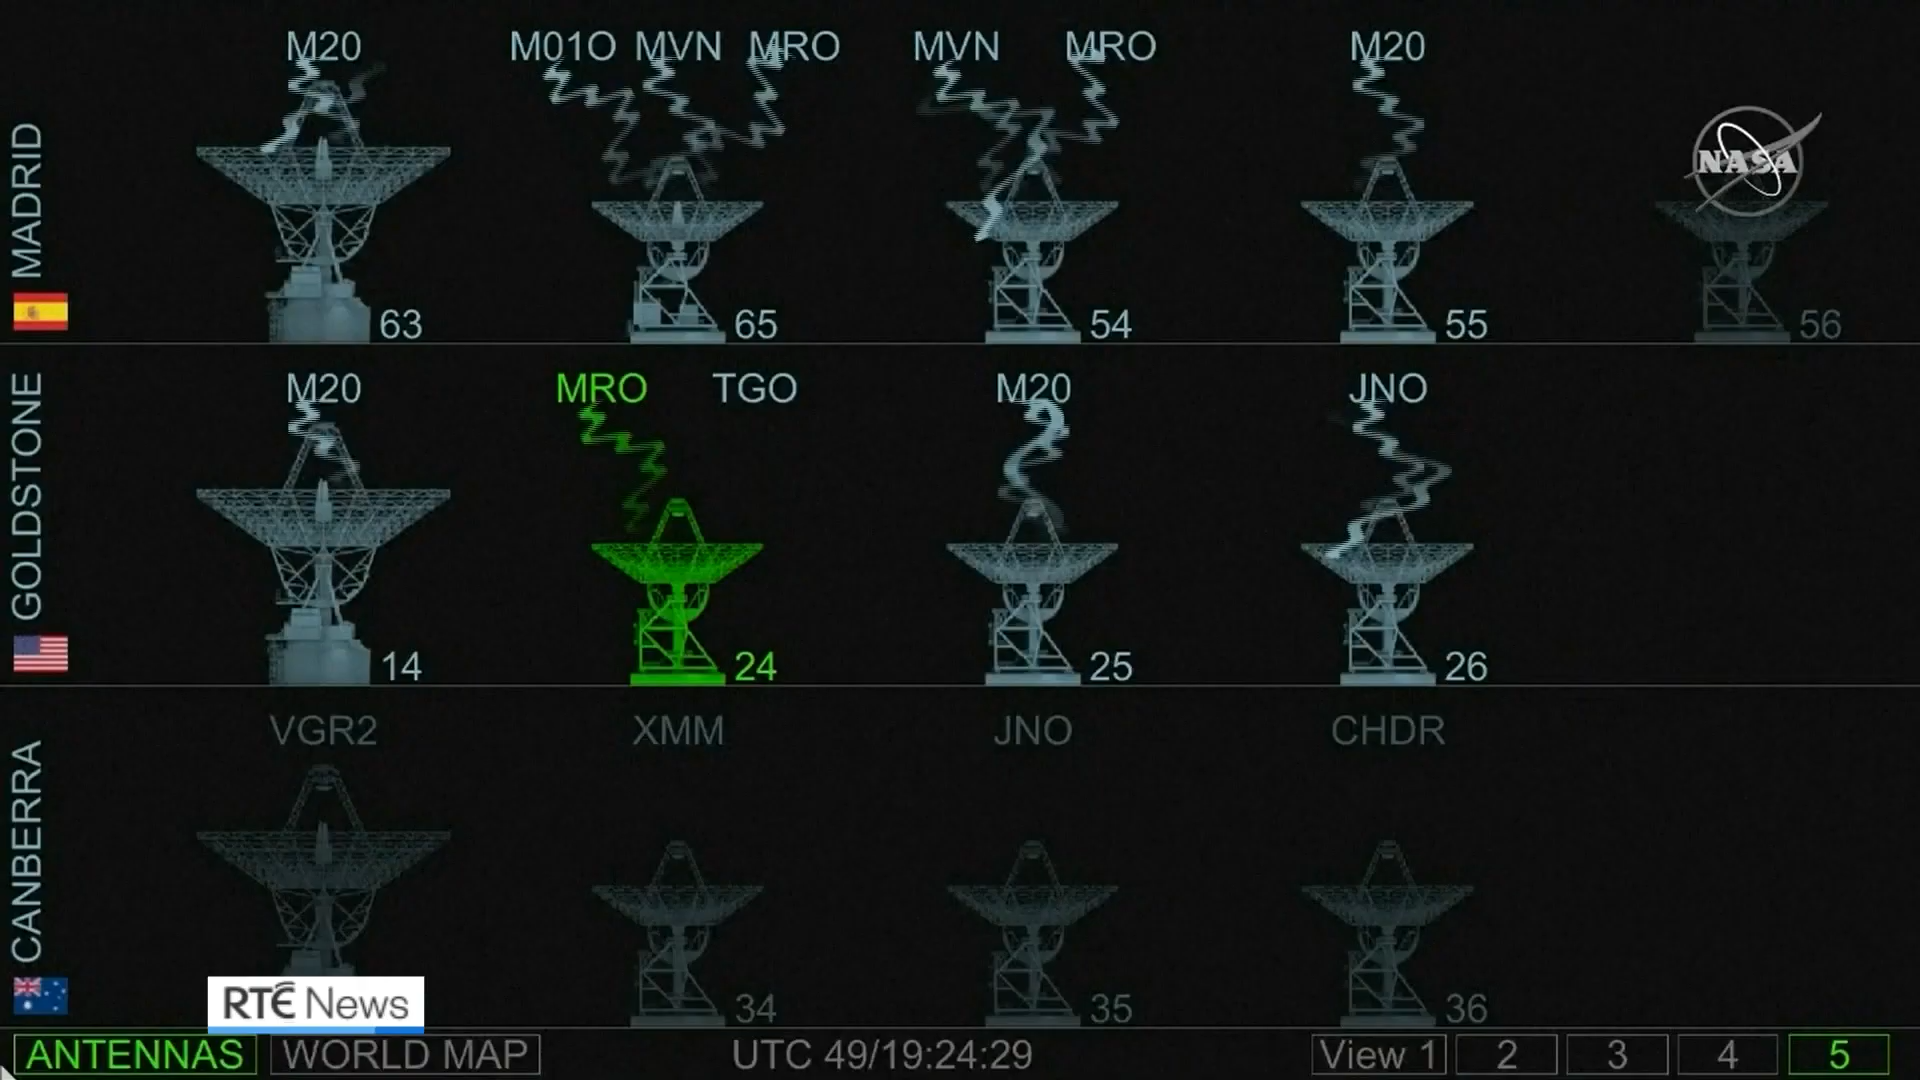 M20 M01O MVN MRO MVN MRO M20
NASA
MADRID
63 65 54 55 56
M20 MRO TGO M20 JNO
GOLDSTONE
14 24 25 26
VGR2 XMM JNO CHDR
CANBERRA
34 35 36
RTÉ News
ANTENNAS WORLD MAP UTC 49/19:24:29 View 1 2 3 4 5